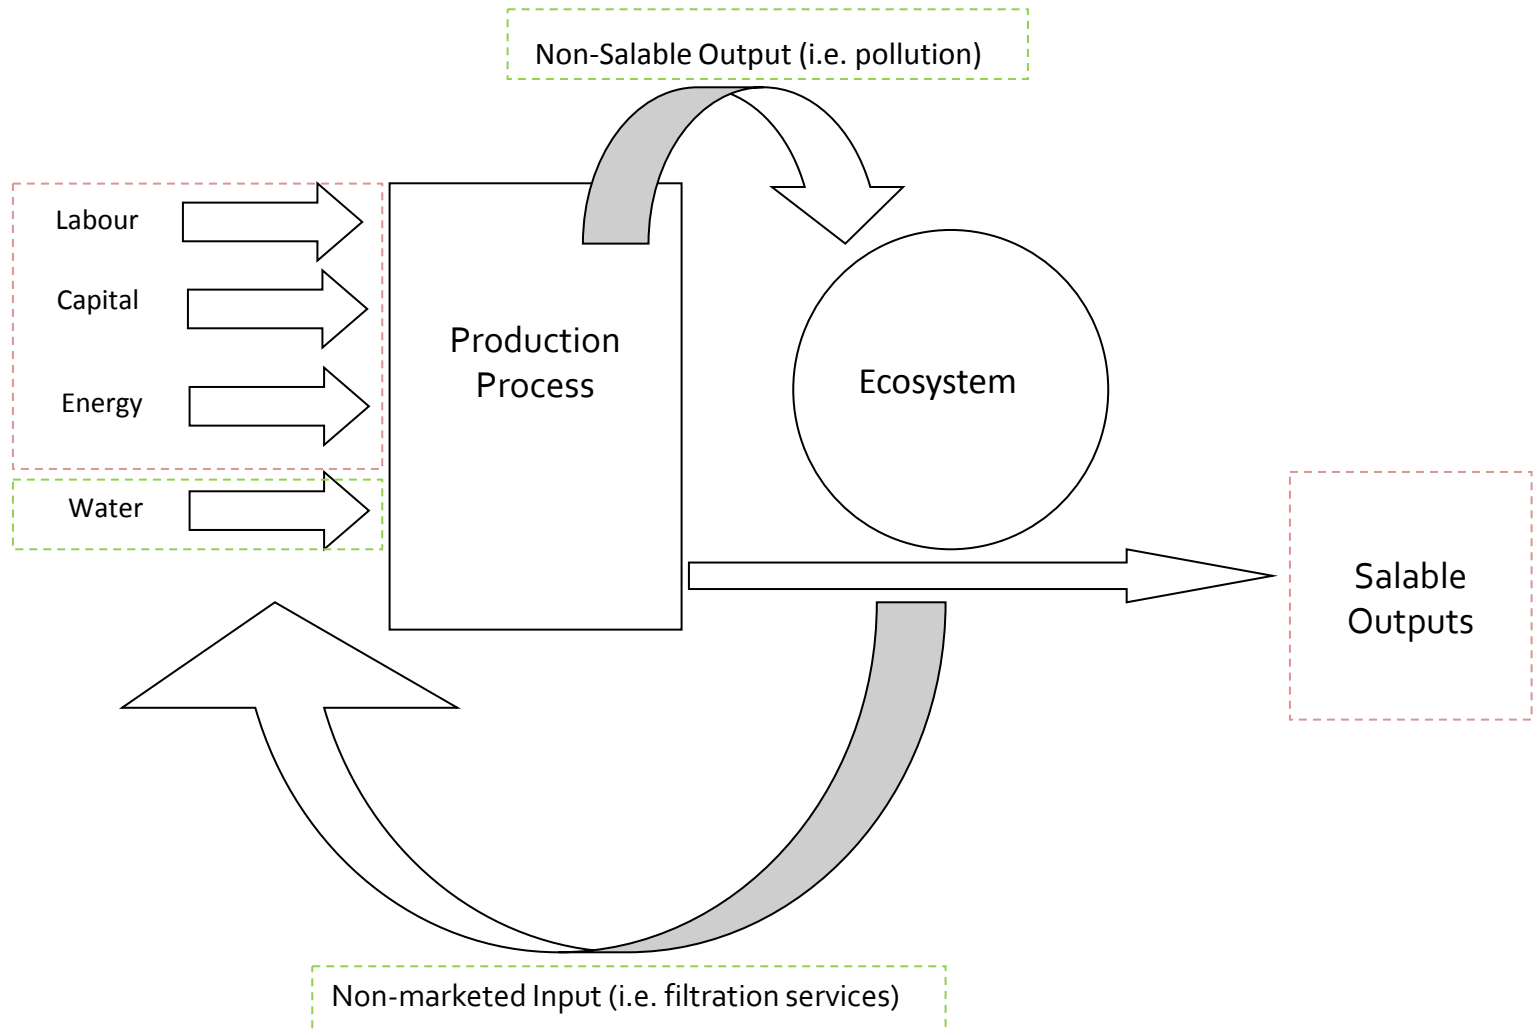 Non-Salable Output (i.e. pollution)
Labour
Capital
Energy
Water
Production
Process
Ecosystem
Salable
Outputs
Non-marketed Input (i.e. filtration services)